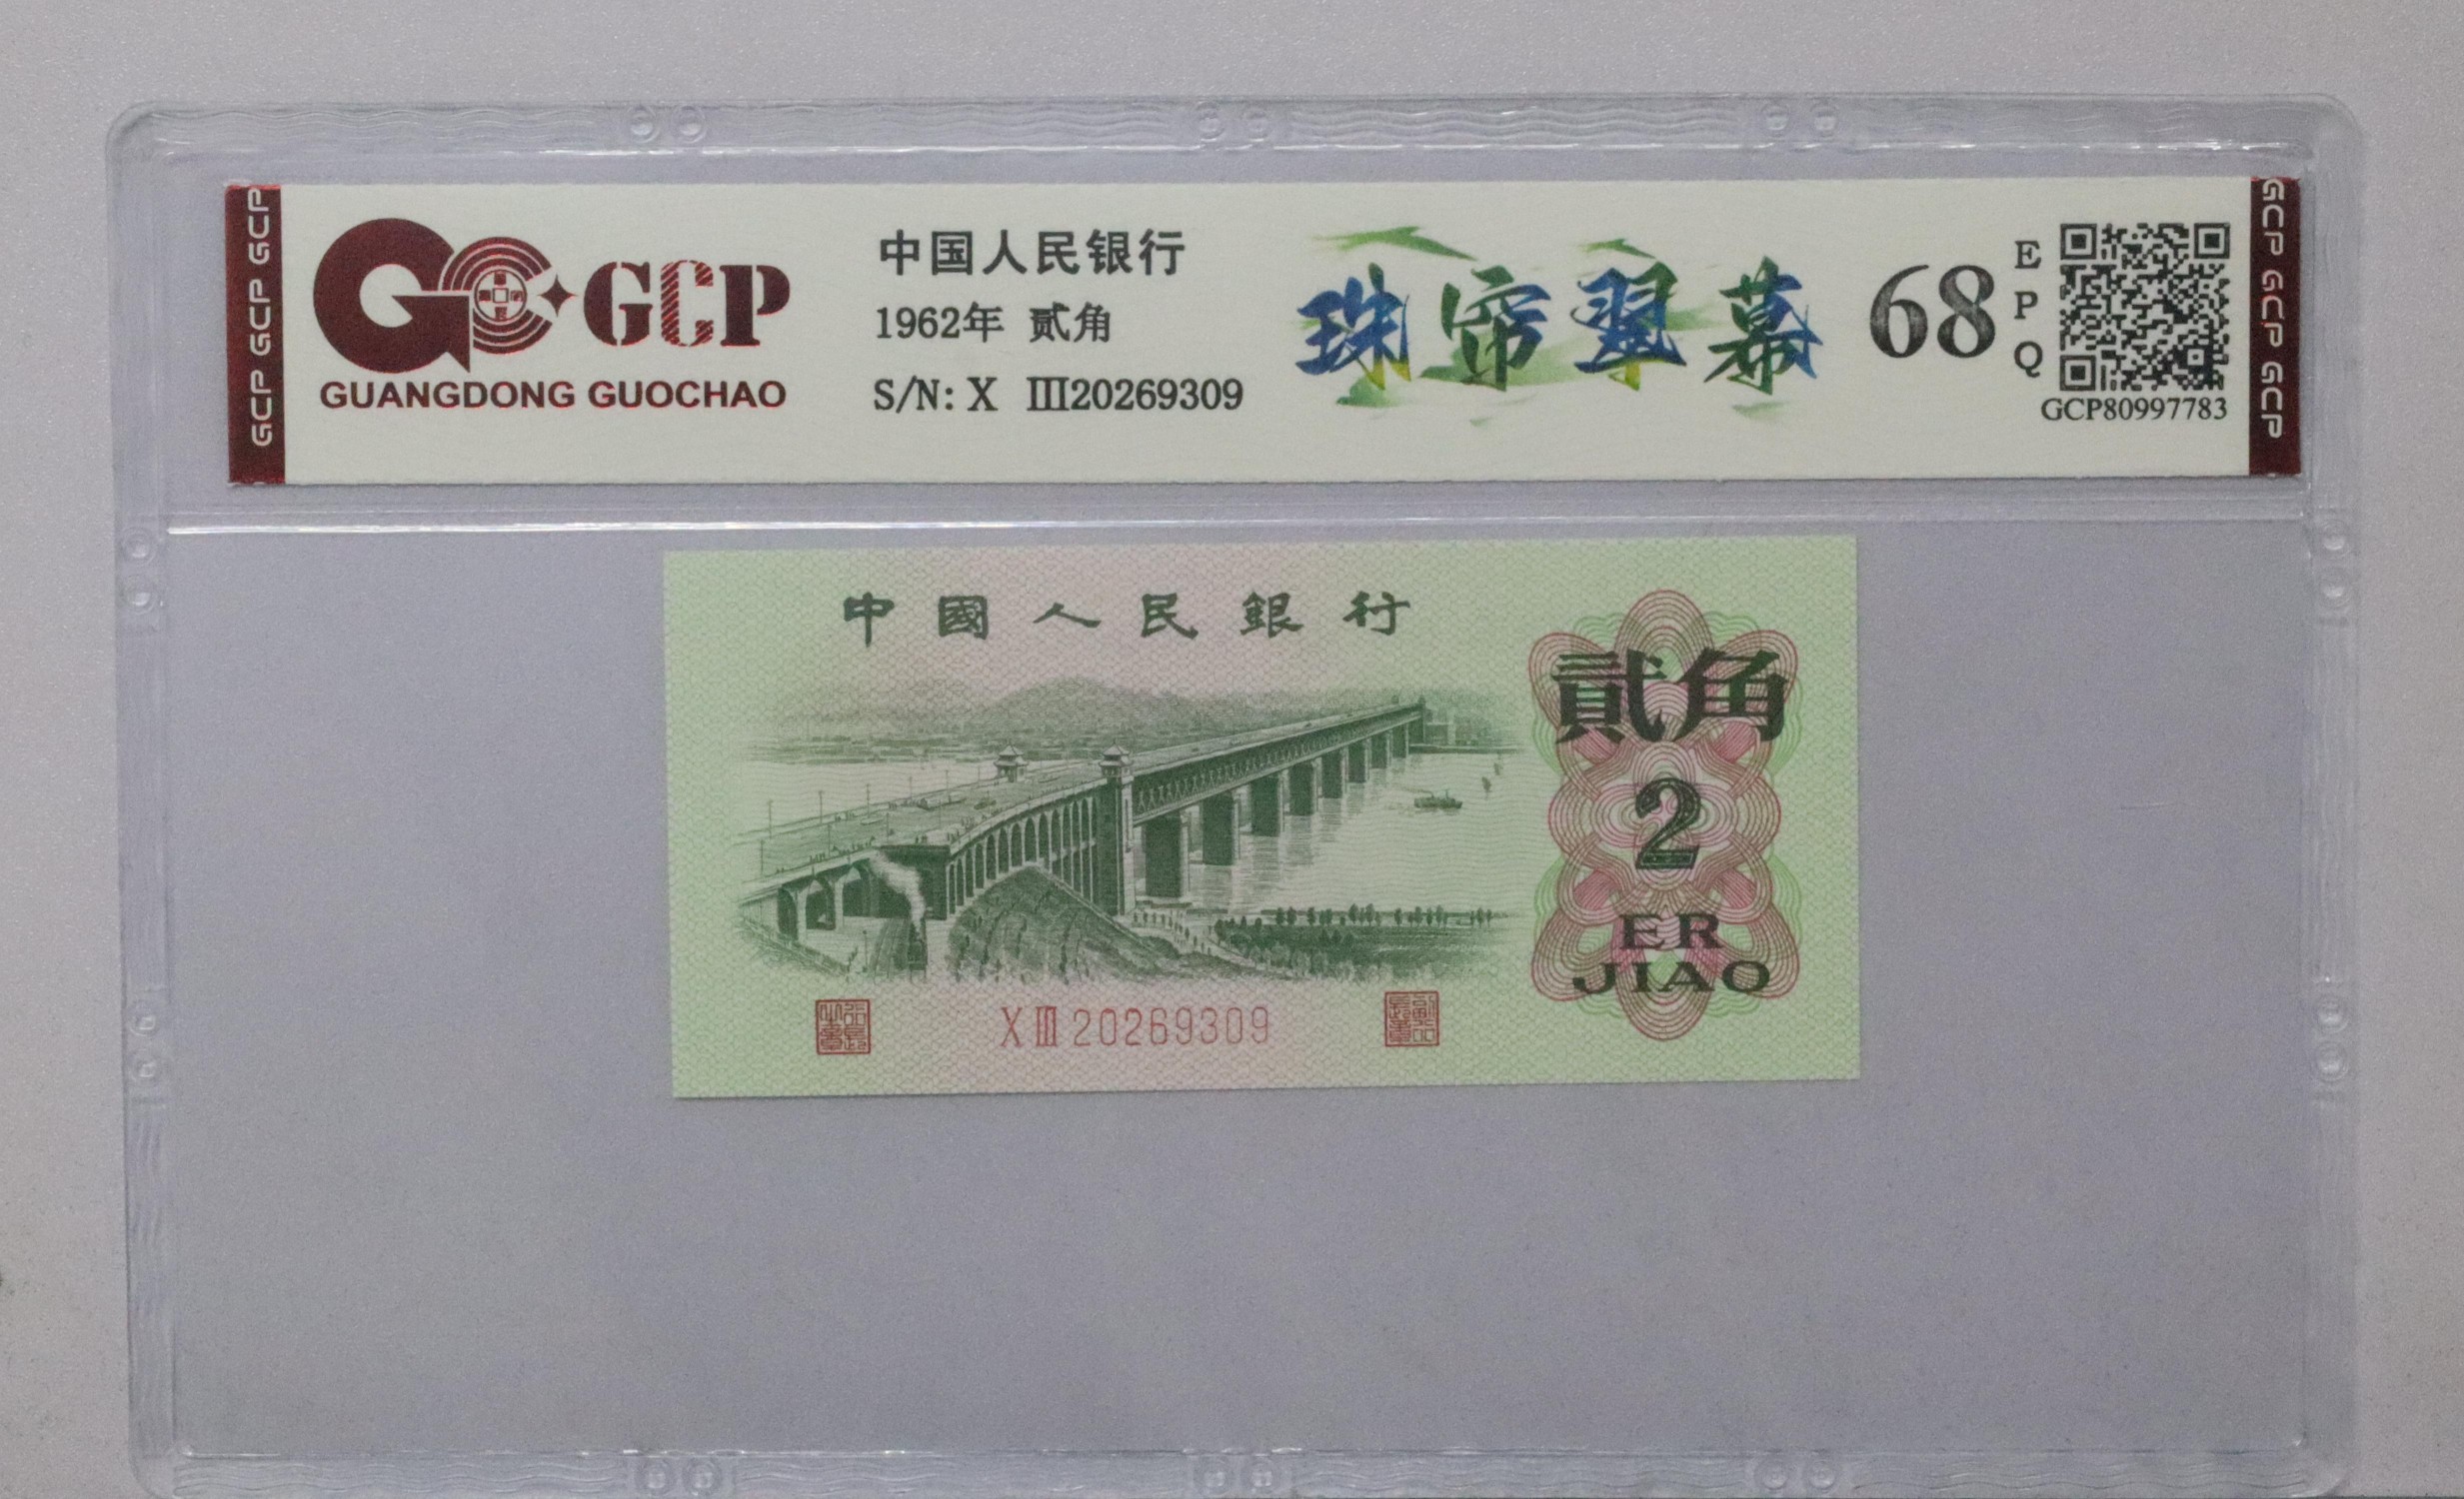 GCP GCP GCP
GCP
GUANGDONG GUOCHAO
中国人民银行
1962年 贰角
S/N: X III20269309
珠帘翠幕
68
EPQ
GCP80997783
GCP GCP GCP
中國人民銀行
貳角
2
ER
JIAO
X III 20269309